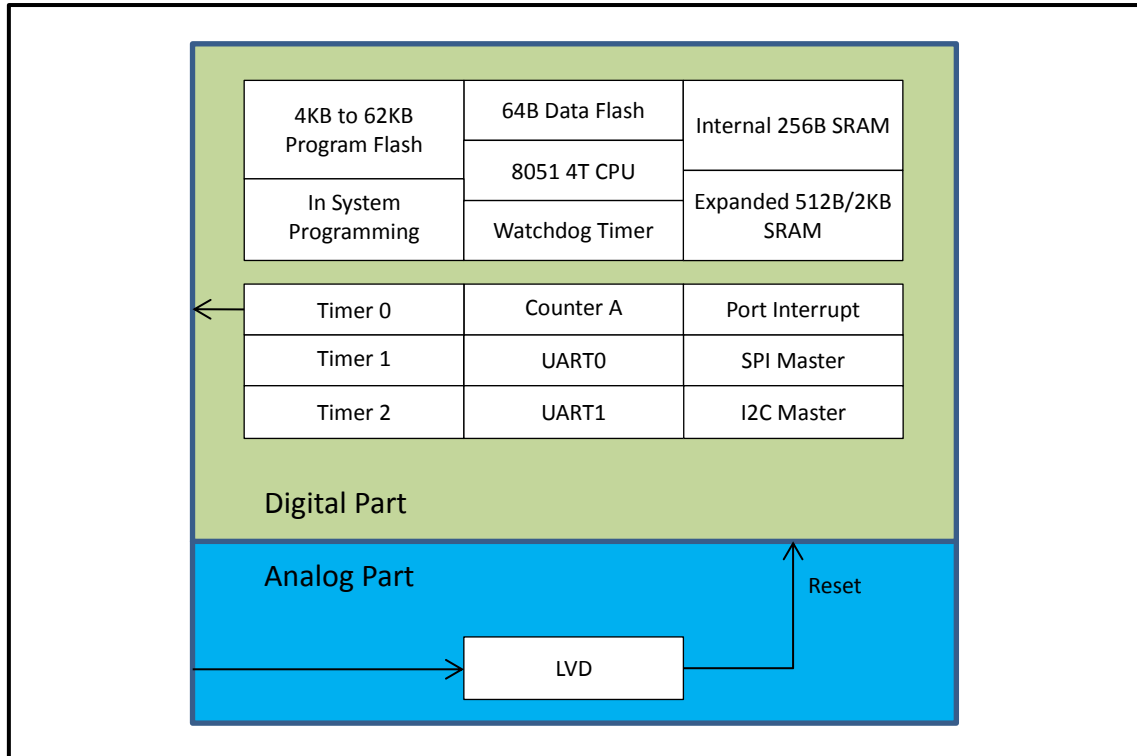 4KB to 62KB
Program Flash
64B Data Flash
Internal 256B SRAM
8051 4T CPU
In System
Programming
Expanded 512B/2KB
SRAM
Watchdog Timer
Timer 0
Counter A
Port Interrupt
Timer 1
UART0
SPI Master
Timer 2
UART1
I2C Master
Digital Part
Analog Part
Reset
LVD